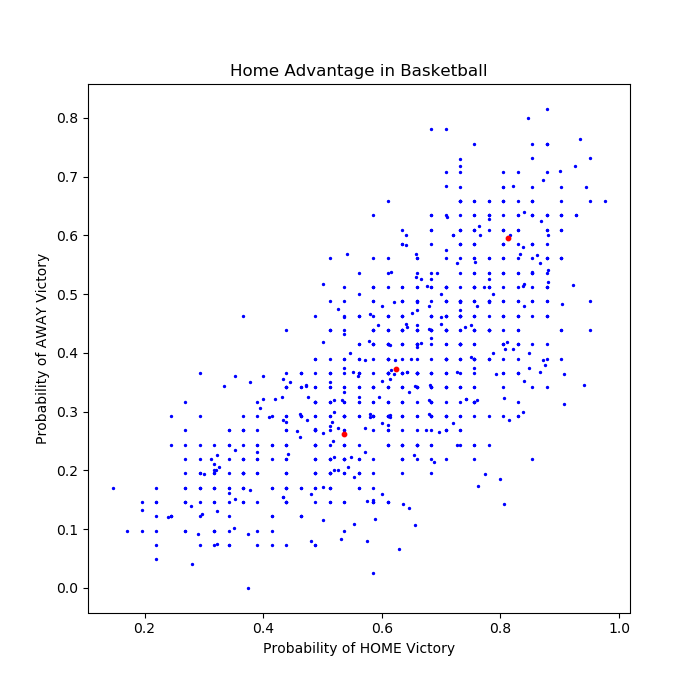 Home Advantage in Basketball
Probability of AWAY Victory
0.8
0.7
0.6
0.5
0.4
0.3
0.2
0.1
0.0
0.2 0.4 0.6 0.8 1.0
Probability of HOME Victory